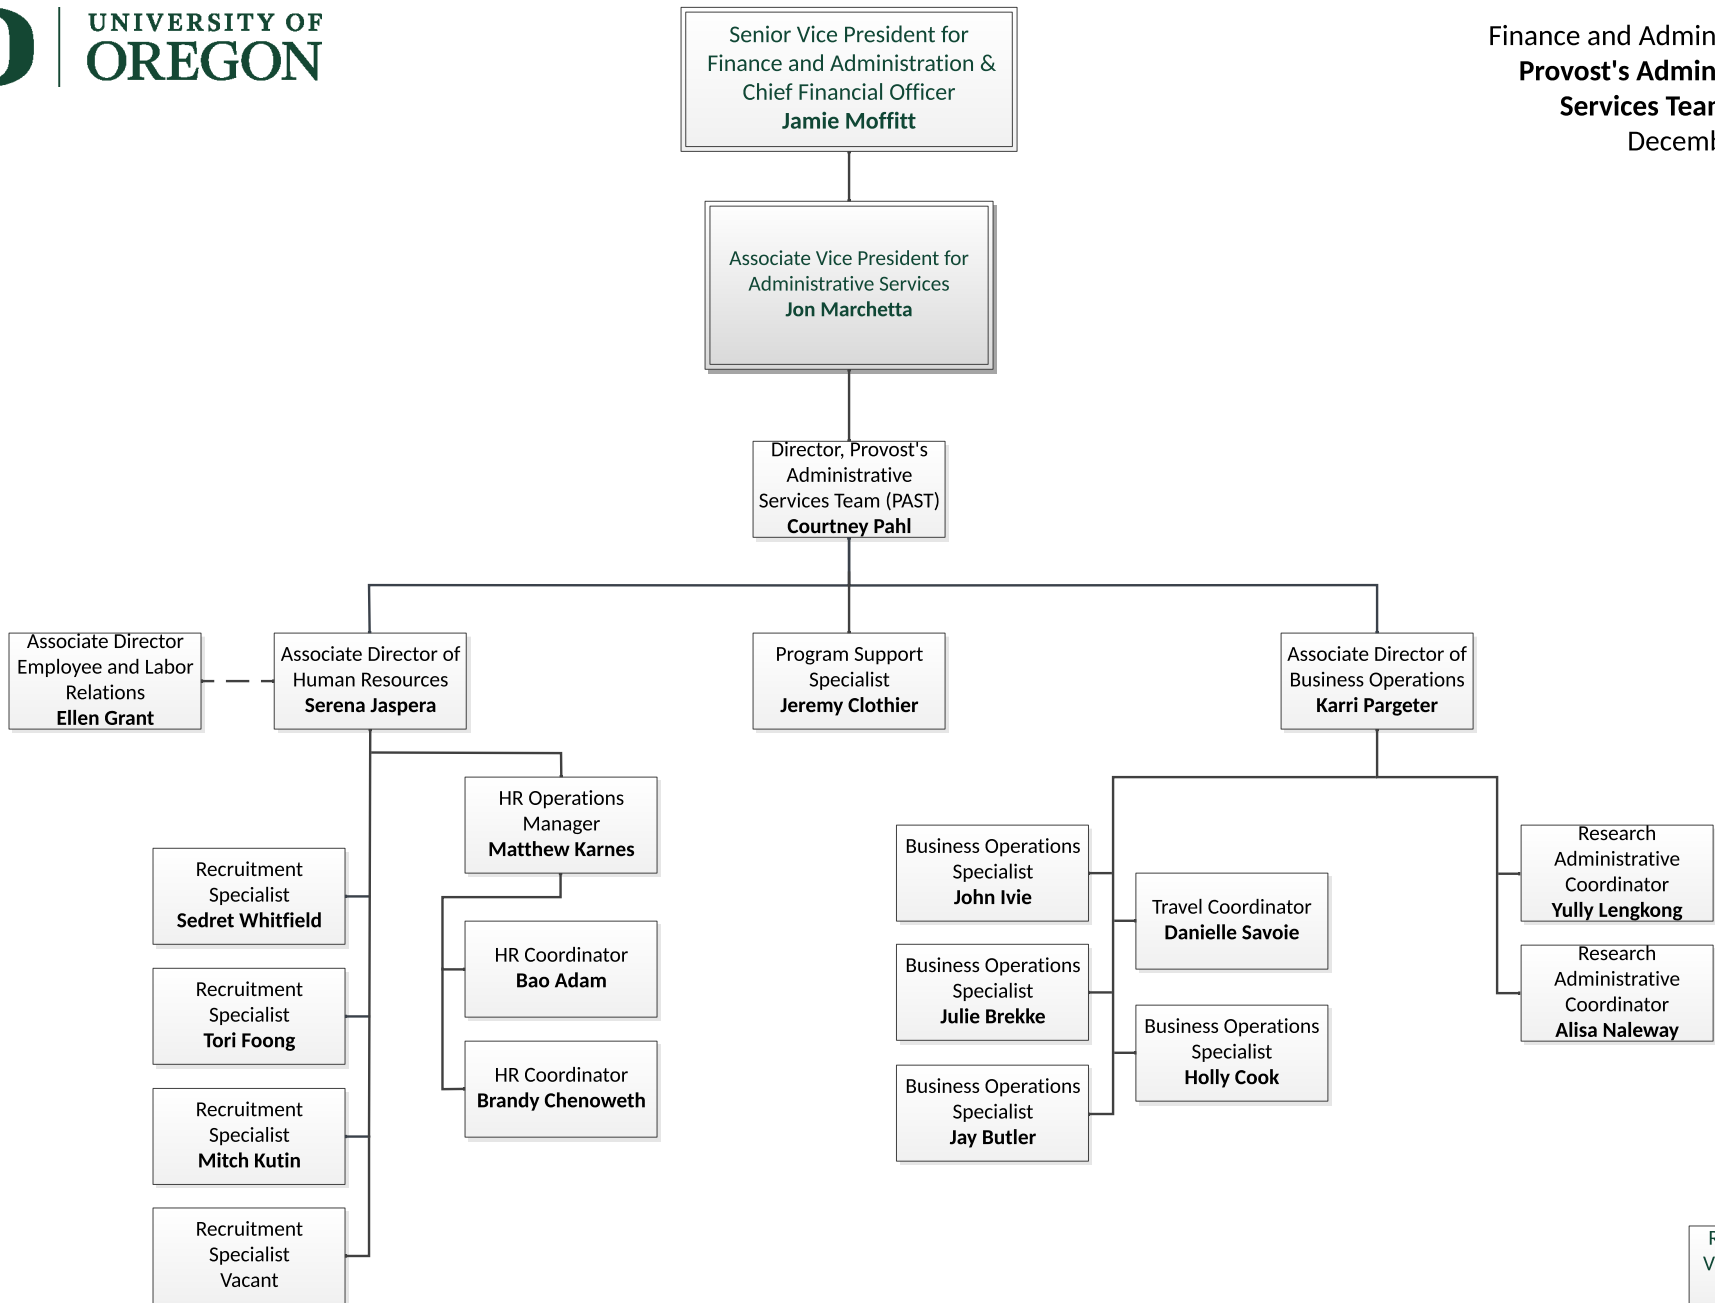 UNIVERSITY OF
OREGON
Senior Vice President for
Finance and Administration &
Chief Financial Officer
Jamie Moffitt
Finance and Admin
Provost's Admin
Services
Associate Vice President for
Administrative Services
Jon Marchetta
Director, Provost's
Administrative
Services Team (PAST)
Courtney Pahl
Associate Director
Employee and Labor
Relations
Ellen Grant
Associate Director of
Human Resources
Serena Jaspera
Program Support
Specialist
Jeremy Clothier
Associate Director of
Business Operations
Karri Pargeter
HR Operations
Manager
Matthew Karnes
Recruitment
Specialist
Sedret Whitfield
HR Coordinator
Bao Adam
Recruitment
Specialist
Tori Foong
HR Coordinator
Brandy Chenoweth
Recruitment
Specialist
Mitch Kutin
Recruitment
Specialist
Vacant
Business Operations
Specialist
John Ivie
Travel Coordinator
Danielle Savoie
Business Operations
Specialist
Julie Brekke
Business Operations
Specialist
Holly Cook
Business Operations
Specialist
Jay Butler
Research
Administrative
Coordinator
Yully Lengkong
Research
Administrative
Coordinator
Alisa Naleway